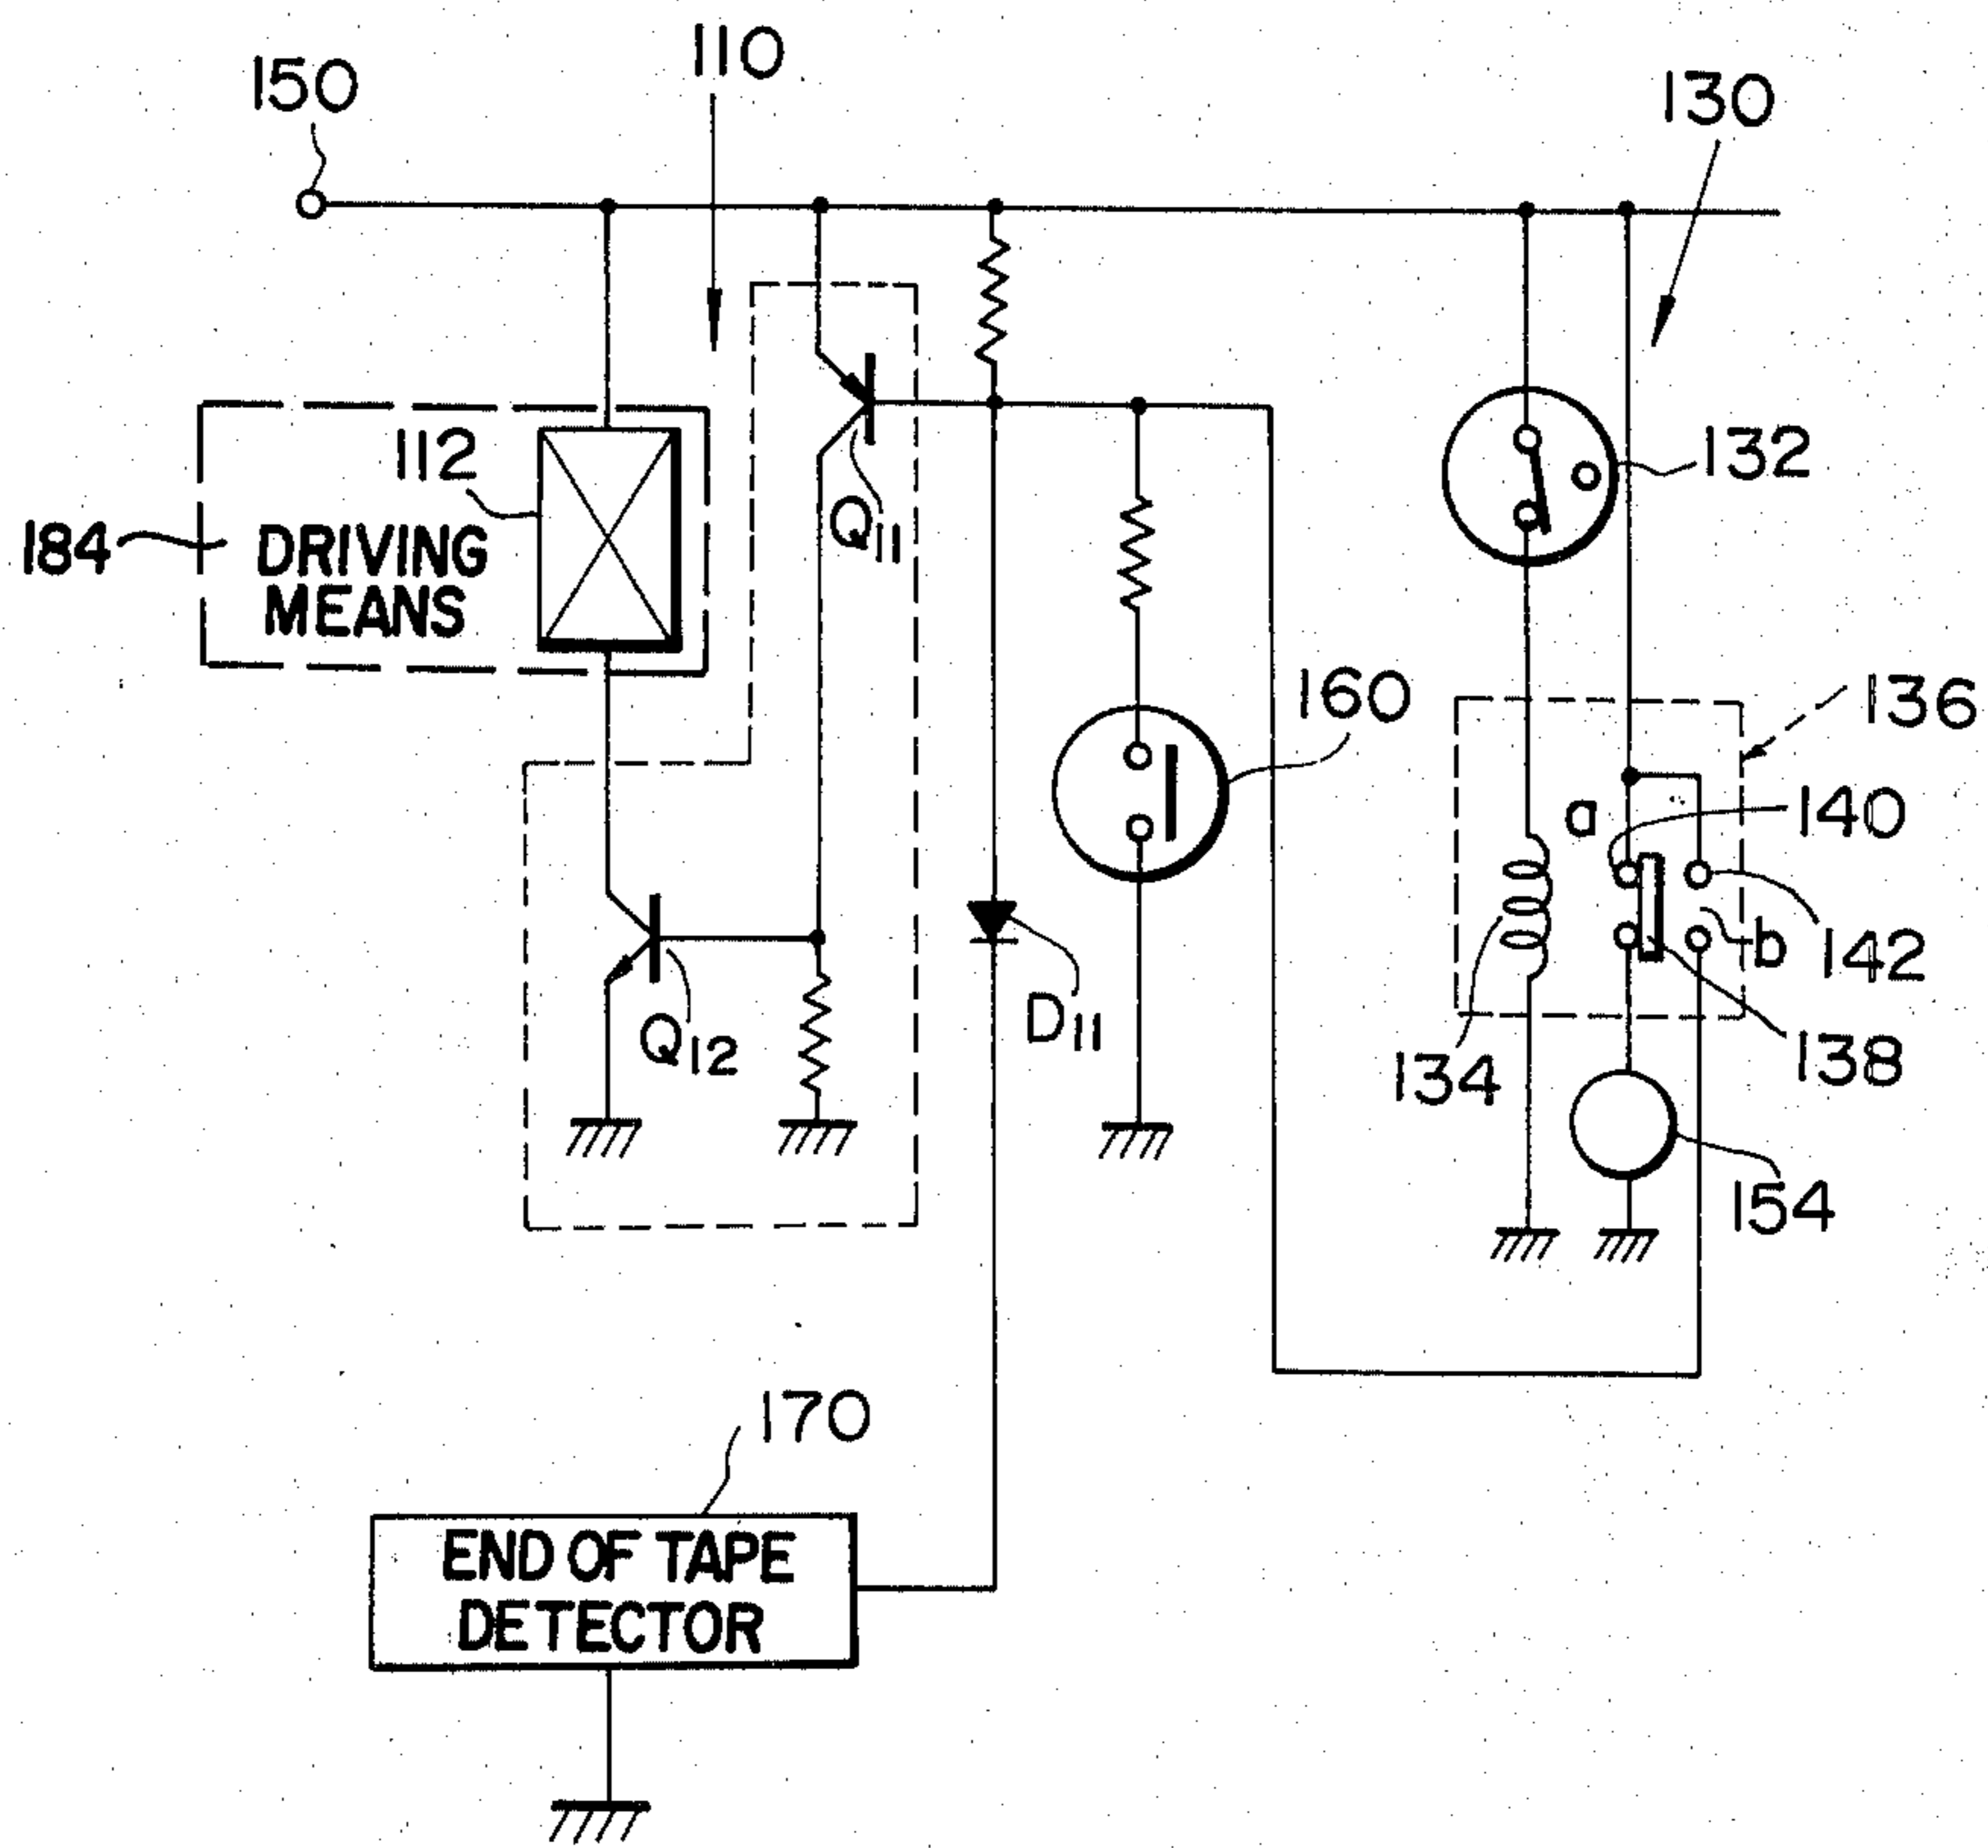 110
150
130
112
132
184
DRIVING
MEANS
Q11
160
136
a
140
b
142
Q12
D11
134
138
154
170
END OF TAPE
DETECTOR